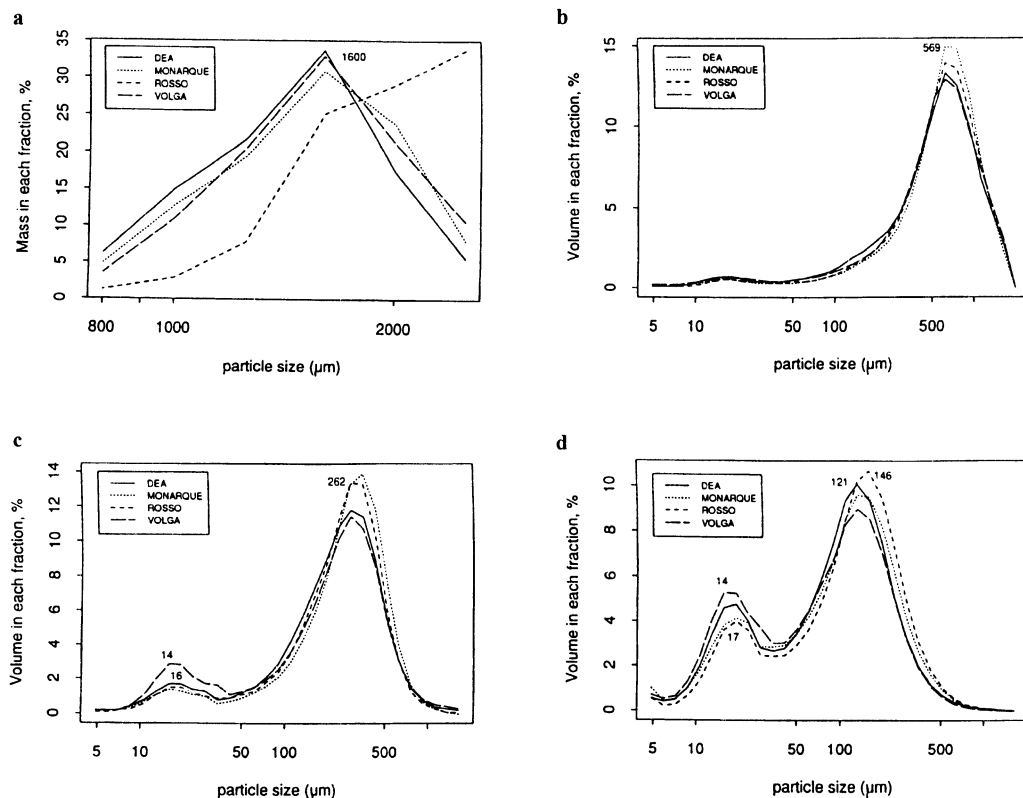 a
Mass in each fraction, %
35
30
25
20
15
10
5
0
DEA
MONARQUE
ROSSO
VOLGA
1600
800 1000 2000
particle size (µm)
b
Volume in each fraction, %
15
10
5
0
DEA
MONARQUE
ROSSO
VOLGA
569
5 10 50 100 500
particle size (µm)
c
Volume in each fraction, %
14
12
10
8
6
4
2
0
DEA
MONARQUE
ROSSO
VOLGA
262
14
16
5 10 50 100 500
particle size (µm)
d
Volume in each fraction, %
10
8
6
4
2
0
DEA
MONARQUE
ROSSO
VOLGA
121 146
14
17
5 10 50 100 500
particle size (µm)